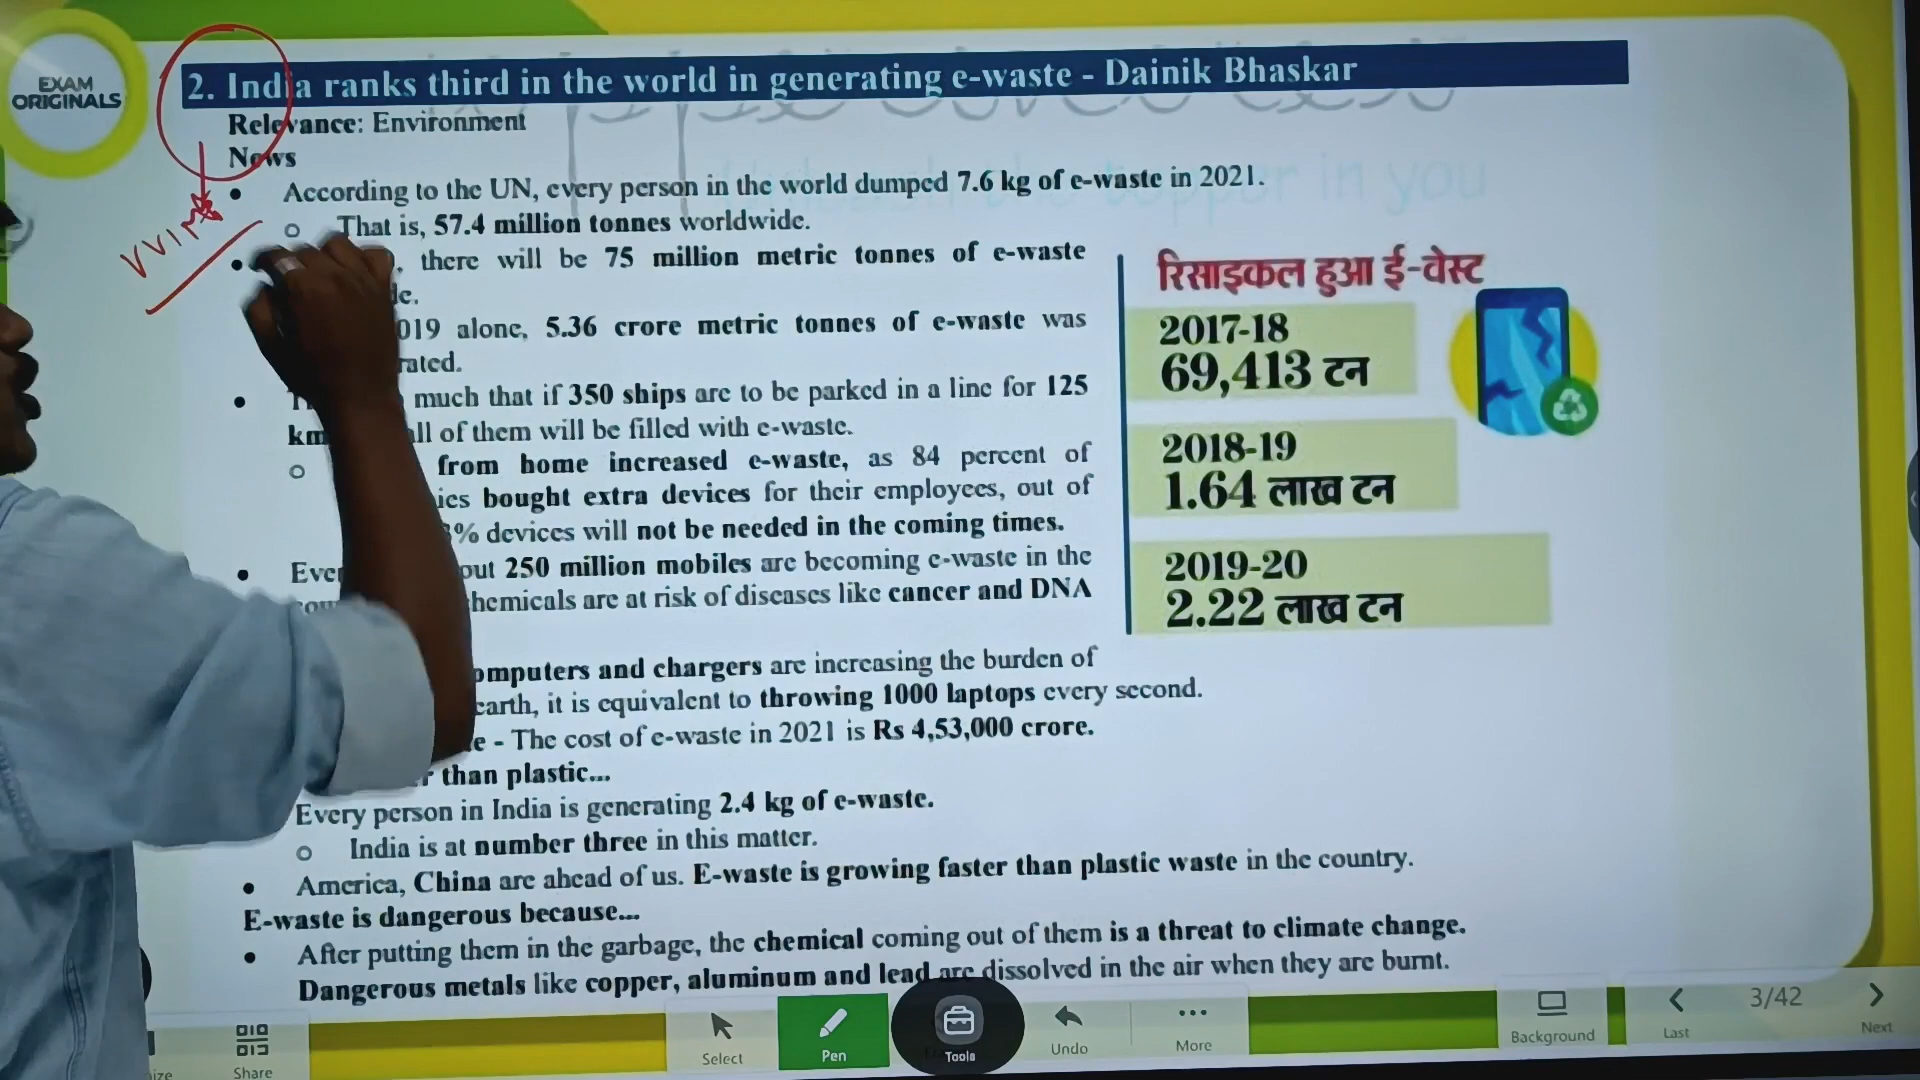 EXAM
ORIGINALS
2. India ranks third in the world in generating e-waste - Dainik Bhaskar
Relevance: Environment
News
According to the UN, every person in the world dumped 7.6 kg of e-waste in 2021.
That is, 57.4 million tonnes worldwide.
there will be 75 million metric tonnes of e-waste
019 alone, 5.36 crore metric tonnes of e-waste was
much that if 350 ships are to be parked in a line for 125
km of them will be filled with e-waste.
from home increased e-waste, as 84 percent of
bought extra devices for their employees, out of
% devices will not be needed in the coming times.
250 million mobiles are becoming e-waste in the
hemicals are at risk of diseases like cancer and DNA
omputers and chargers are increasing the burden of
earth, it is equivalent to throwing 1000 laptops every second.
e - The cost of e-waste in 2021 is Rs 4,53,000 crore.
than plastic...
Every person in India is generating 2.4 kg of e-waste.
India is at number three in this matter.
America, China are ahead of us. E-waste is growing faster than plastic waste in the country.
E-waste is dangerous because...
After putting them in the garbage, the chemical coming out of them is a threat to climate change.
Dangerous metals like copper, aluminum and lead are dissolved in the air when they are burnt.
रिसाइकल हुआ ई-वेस्ट
2017-18
69,413 टन
2018-19
1.64 लाख टन
2019-20
2.22 लाख टन
Share
Select
Pen
Tools
Undo
More
Background
Last
3/42
Next